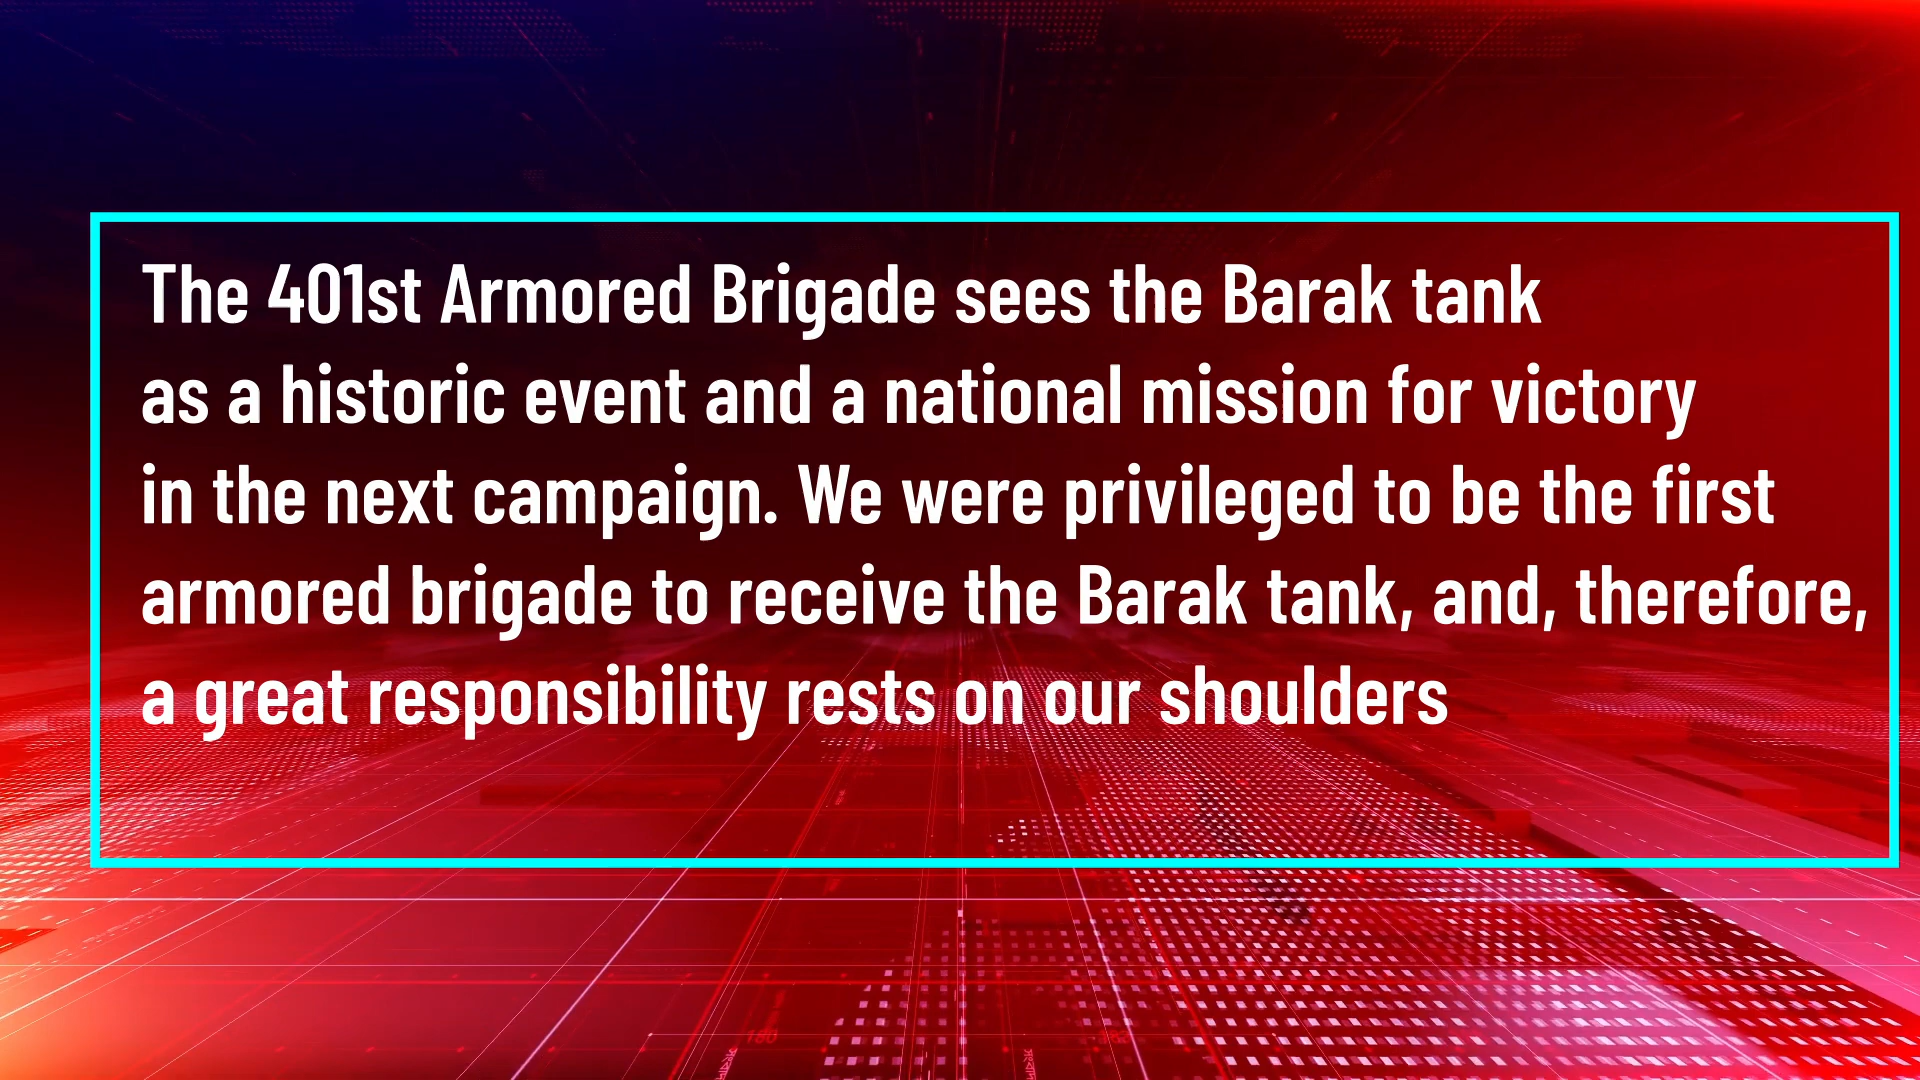 The 401st Armored Brigade sees the Barak tank
as a historic event and a national mission for victory
in the next campaign. We were privileged to be the first
armored brigade to receive the Barak tank, and, therefore,
a great responsibility rests on our shoulders